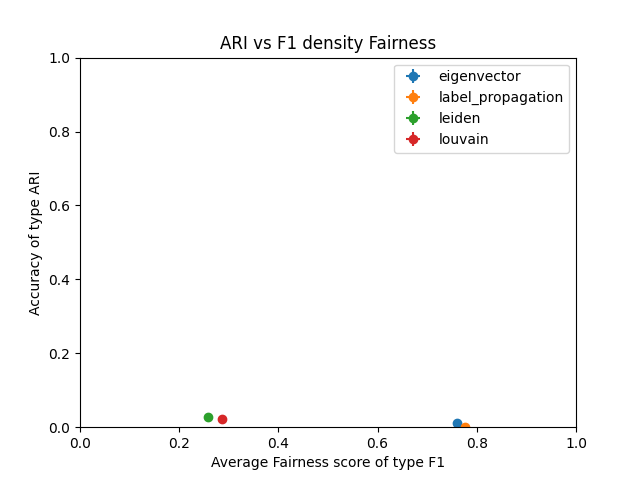 ARI vs F1 density Fairness
1.0
0.8
0.6
0.4
0.2
0.0
Accuracy of type ARI
eigenvector
label_propagation
leiden
louvain
0.0 0.2 0.4 0.6 0.8 1.0
Average Fairness score of type F1